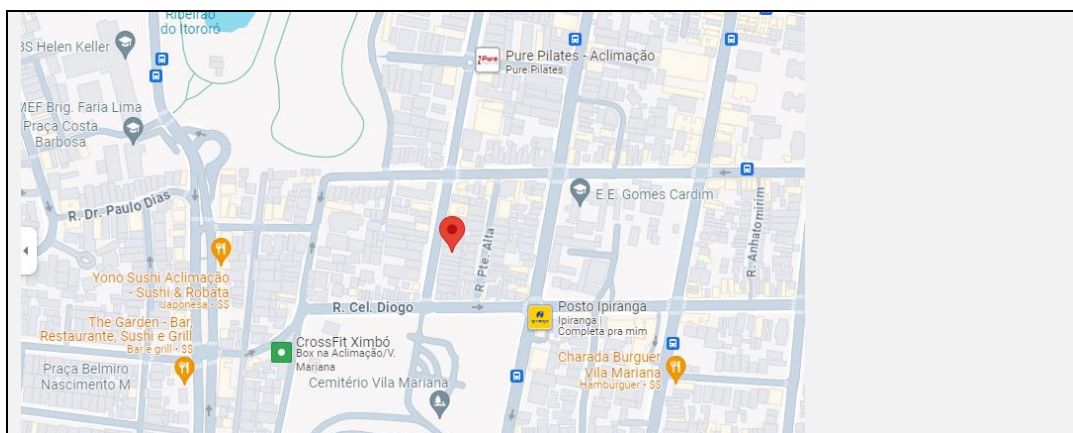 Ribeirão
do Itororó
BS Helen Keller
Pure Pilates - Aclimação
Pure Pilates
MEF Brig. Faria Lima
Praça Costa
Barbosa
E.E. Gomes Cardim
R. Dr. Paulo Dias
R. Pte. Alta
R. Anhatomirim
Yono Sushi Aclimação
- Sushi & Robata
Japonesa • $$
R. Cel. Diogo
Posto Ipiranga
Ipiranga
Completa pra mim
The Garden - Bar,
Restaurante, Sushi e Grill
Bar e grill • $$
CrossFit Ximbó
Box na Aclimação/V.
Mariana
Charada Burguer
Vila Mariana
Hambúrguer • $$
Praça Belmiro
Nascimento M
Cemitério Vila Mariana